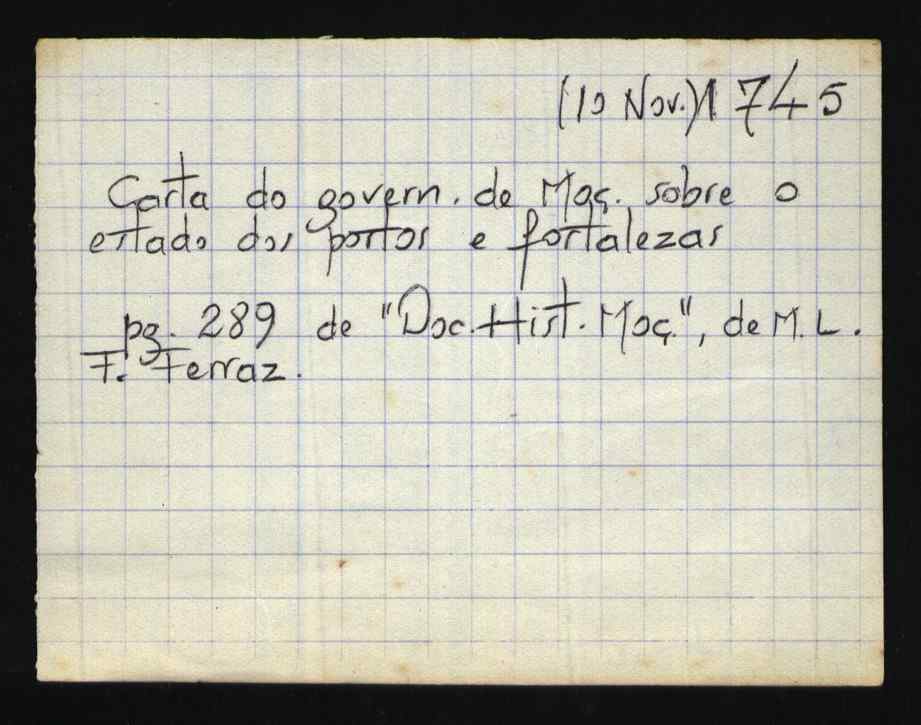 (10 Nov.) 1745
Carta do govern. de Moç. sobre o
estado dos portos e fortalezas
pg. 289 de "Doc. Hist. Moç.", de M. L.
F. Ferraz.